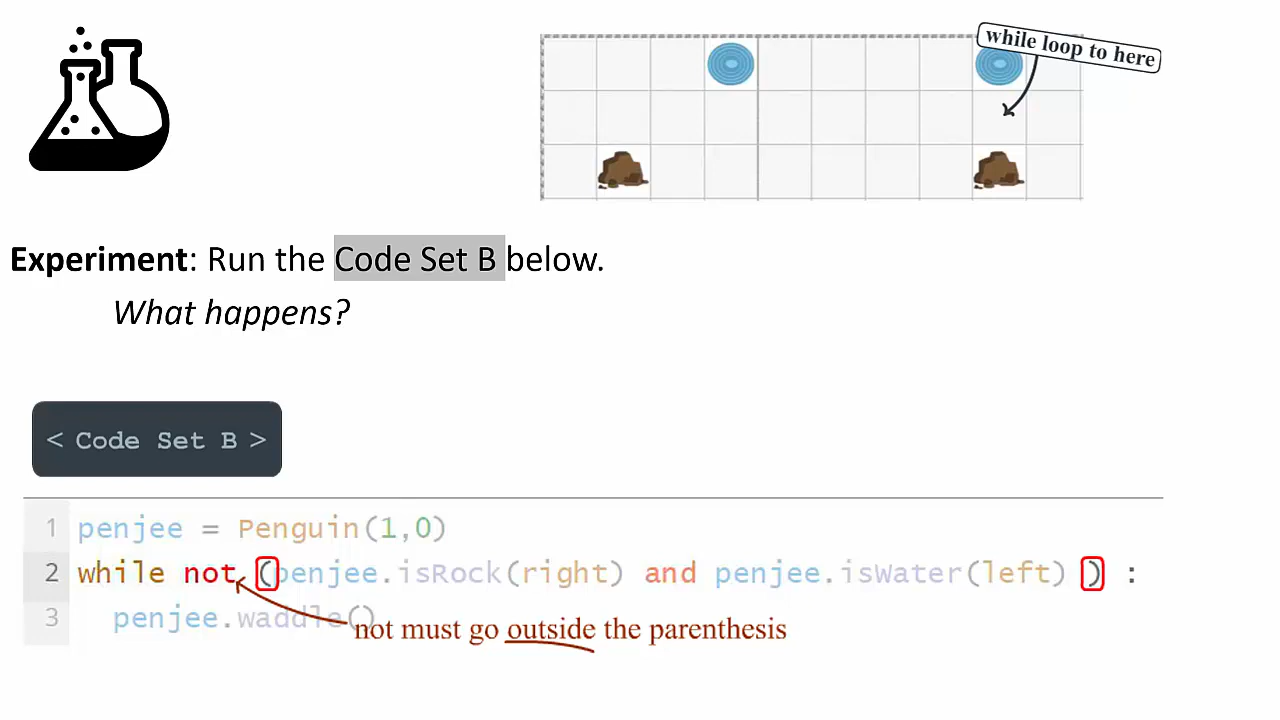 while loop to here
Experiment: Run the Code Set B below.
What happens?
< Code Set B >
1 penjee = Penguin(1,0)
2 while not (penjee.isRock(right) and penjee.isWater(left) ) :
3 penjee.waddle()
not must go outside the parenthesis